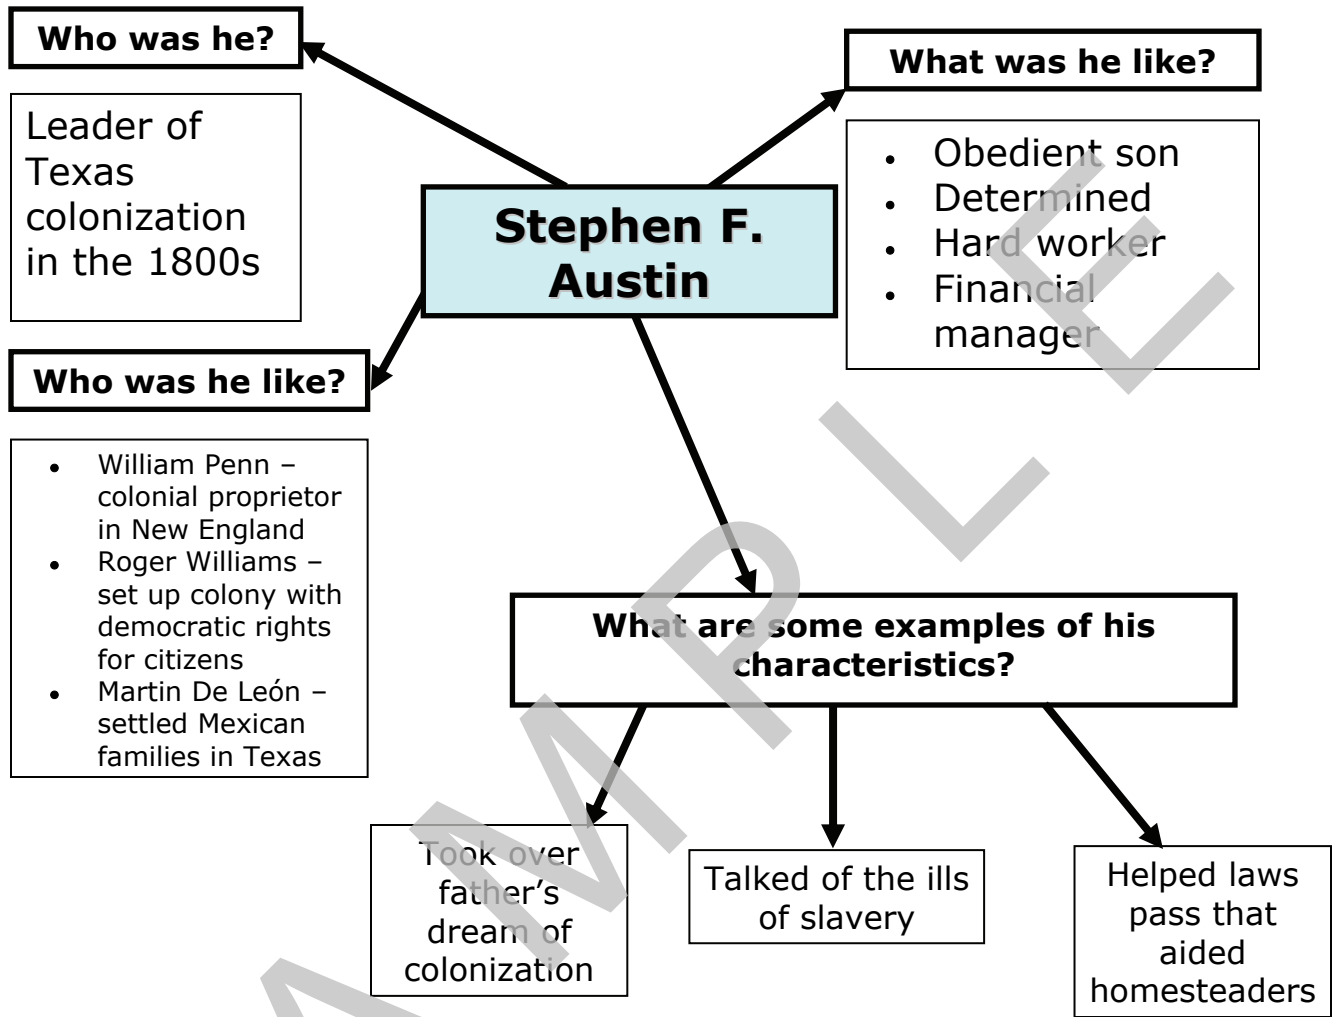 Who was he?
Leader of
Texas
colonization
in the 1800s
What was he like?
• Obedient son
• Determined
• Hard worker
• Financial
manager
Stephen F.
Austin
Who was he like?
• William Penn –
colonial proprietor
in New England
• Roger Williams –
set up colony with
democratic rights
for citizens
• Martin De León –
settled Mexican
families in Texas
What are some examples of his
characteristics?
Took over
father’s
dream of
colonization
Talked of the ills
of slavery
Helped laws
pass that
aided
homesteaders
AMPLE